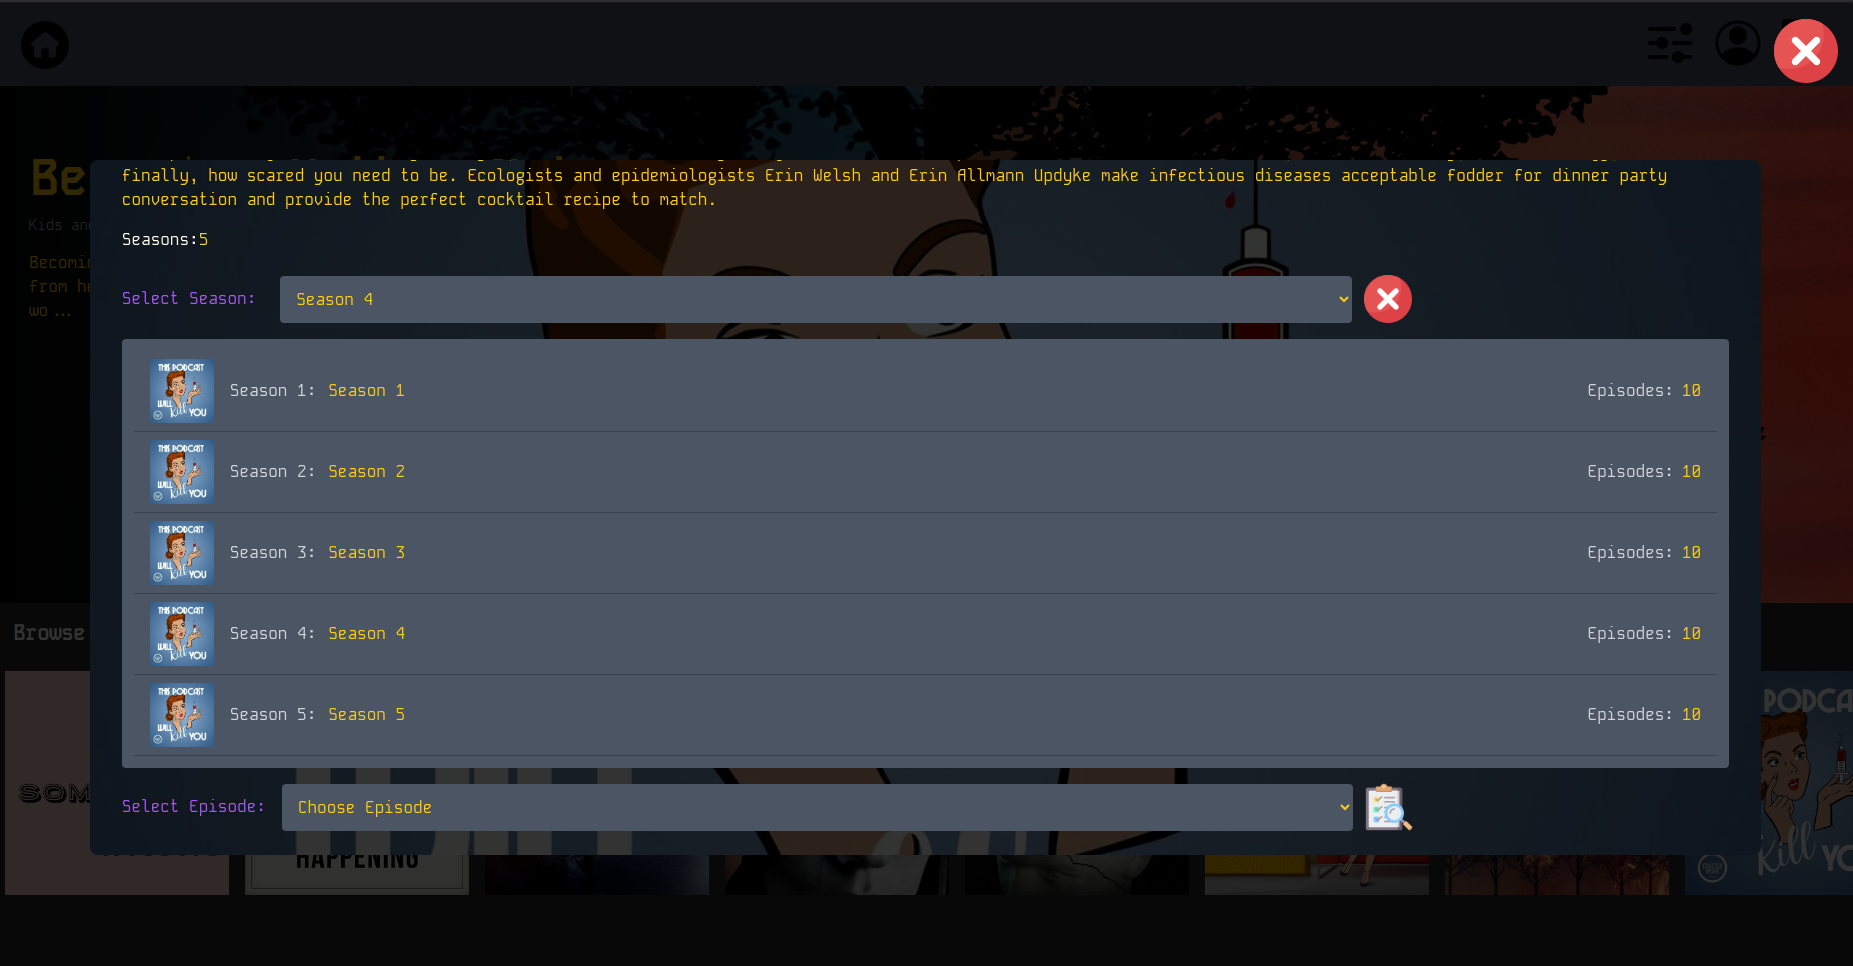 Be
Kids and
Becomin
from he
wo ...
finally, how scared you need to be. Ecologists and epidemiologists Erin Welsh and Erin Allmann Updyke make infectious diseases acceptable fodder for dinner party
conversation and provide the perfect cocktail recipe to match.
Seasons:5
Select Season: Season 4
THIS PODCAST WILL Kill YOU
Season 1: Season 1 Episodes: 10
THIS PODCAST WILL Kill YOU
Season 2: Season 2 Episodes: 10
THIS PODCAST WILL Kill YOU
Season 3: Season 3 Episodes: 10
THIS PODCAST WILL Kill YOU
Season 4: Season 4 Episodes: 10
THIS PODCAST WILL Kill YOU
Season 5: Season 5 Episodes: 10
Select Episode: Choose Episode
Browse
SOM
HAPPENING
PODCA
Kill YO